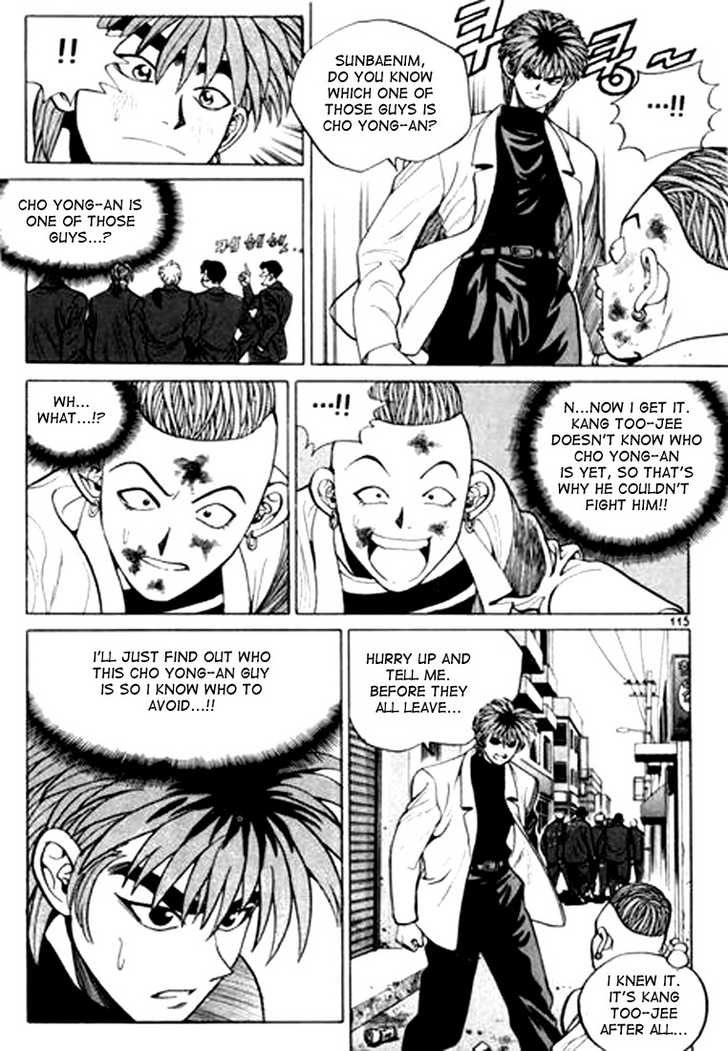 !!
SUNBAENIM,
DO YOU KNOW
WHICH ONE OF
THOSE GUYS IS
CHO YONG-AN?
쿠쿵
...!!
CHO YONG-AN IS
ONE OF THOSE
GUYS...?
WH...
WHAT...!?
...!!
N...NOW I GET IT.
KANG TOO-JEE
DOESN'T KNOW WHO
CHO YONG-AN
IS YET, SO THAT'S
WHY HE COULDN'T
FIGHT HIM!!
115
I'LL JUST FIND OUT WHO
THIS CHO YONG-AN GUY
IS SO I KNOW WHO TO
AVOID...!!
HURRY UP AND
TELL ME.
BEFORE THEY
ALL LEAVE...
I KNEW IT.
IT'S KANG
TOO-JEE
AFTER ALL...